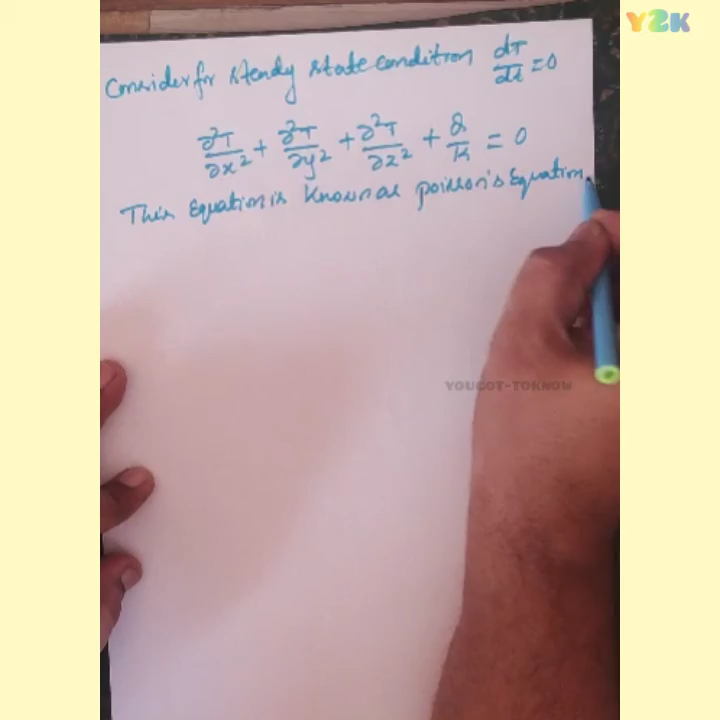 Y2K
Consider for steady state condition dT/dt = 0
∂²T/∂x² + ∂²T/∂y² + ∂²T/∂z² + q/k = 0
This Equation is Known as poisson's Equation
YOUGOT-TOKNOW